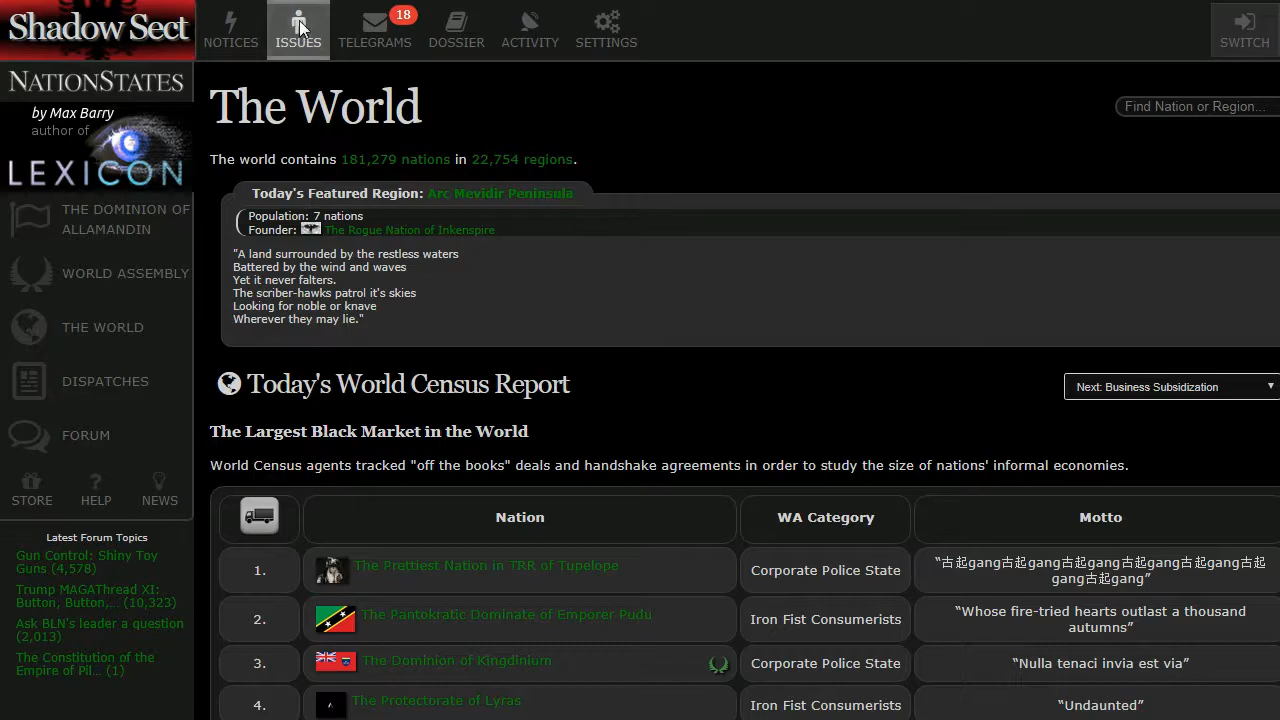 Shadow Sect
NOTICES
ISSUES
18
TELEGRAMS
DOSSIER
ACTIVITY
SETTINGS
SWITCH
NATIONSTATES
by Max Barry
author of
LEXICON
THE DOMINION OF
ALLAMANDIN
WORLD ASSEMBLY
THE WORLD
DISPATCHES
FORUM
STORE
HELP
NEWS
Latest Forum Topics
Gun Control: Shiny Toy
Guns (4,578)
Trump MAGAThread XI:
Button, Button,... (10,323)
Ask BLN's leader a question
(2,013)
The Constitution of the
Empire of Pil... (1)
The World
Find Nation or Region...
The world contains 181,279 nations in 22,754 regions.
Today's Featured Region: Arc Mevidir Peninsula
Population: 7 nations
Founder: The Rogue Nation of Inkenspire
"A land surrounded by the restless waters
Battered by the wind and waves
Yet it never falters.
The scriber-hawks patrol it's skies
Looking for noble or knave
Wherever they may lie."
Today's World Census Report
Next: Business Subsidization
The Largest Black Market in the World
World Census agents tracked "off the books" deals and handshake agreements in order to study the size of nations' informal economies.
Nation WA Category Motto
1. The Prettiest Nation in TRR of Tupelope Corporate Police State “古起gang古起gang古起gang古起gang古起gang古起
gang古起gang”
2. The Pantokratic Dominate of Emporer Pudu Iron Fist Consumerists “Whose fire-tried hearts outlast a thousand
autumns”
3. The Dominion of Kingdinium Corporate Police State “Nulla tenaci invia est via”
4. The Protectorate of Lyras Iron Fist Consumerists “Undaunted”